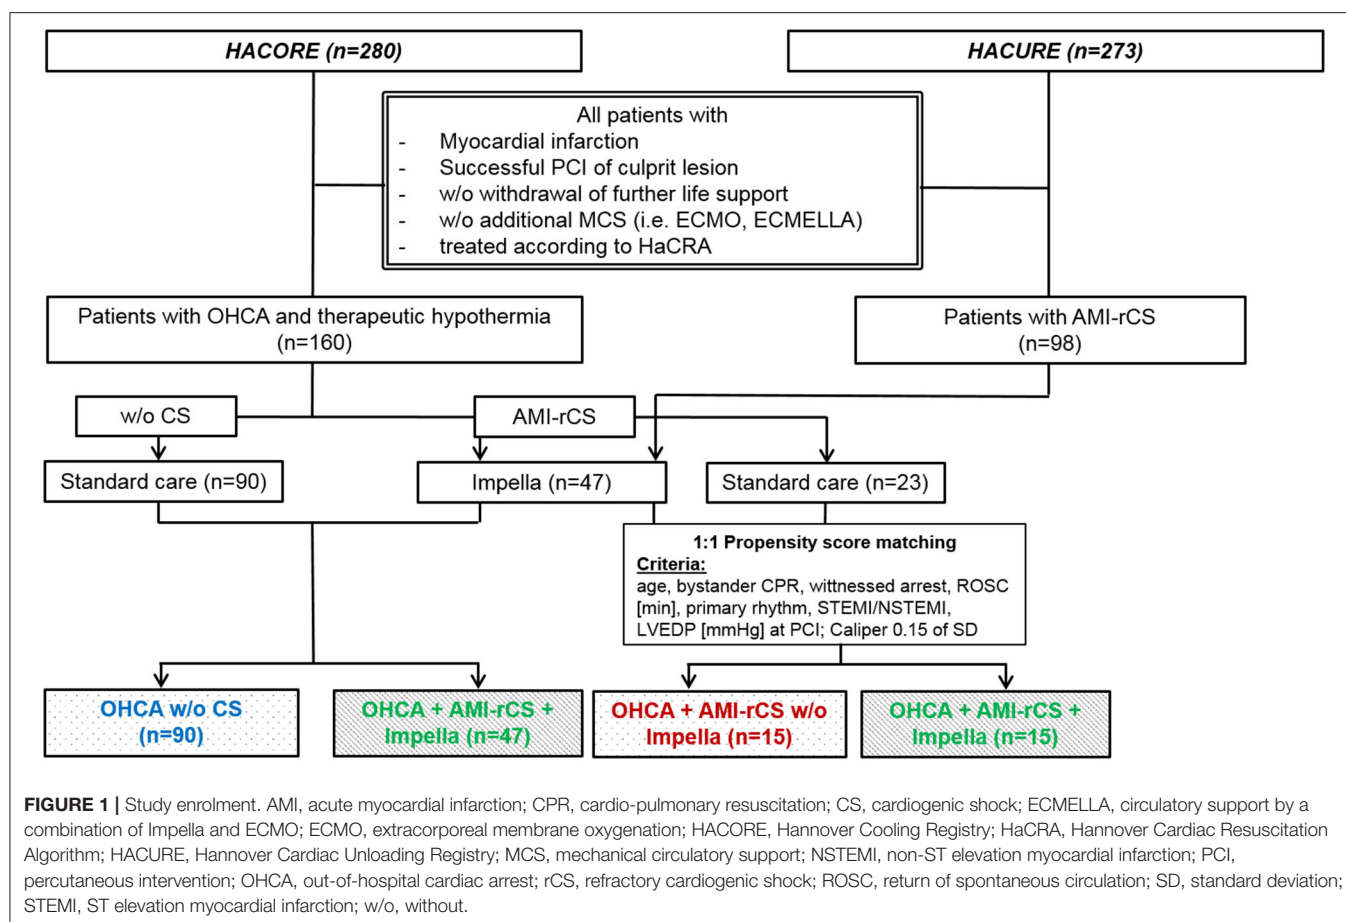 HACORE (n=280)
HACURE (n=273)
All patients with
- Myocardial infarction
- Successful PCI of culprit lesion
- w/o withdrawal of further life support
- w/o additional MCS (i.e. ECMO, ECMELLA)
- treated according to HaCRA
Patients with OHCA and therapeutic hypothermia
(n=160)
Patients with AMI-rCS
(n=98)
w/o CS
AMI-rCS
Standard care (n=90)
Impella (n=47)
Standard care (n=23)
1:1 Propensity score matching
Criteria:
age, bystander CPR, wittnessed arrest, ROSC
[min], primary rhythm, STEMI/NSTEMI,
LVEDP [mmHg] at PCI; Caliper 0.15 of SD
OHCA w/o CS
(n=90)
OHCA + AMI-rCS +
Impella (n=47)
OHCA + AMI-rCS w/o
Impella (n=15)
OHCA + AMI-rCS +
Impella (n=15)
FIGURE 1 | Study enrolment. AMI, acute myocardial infarction; CPR, cardio-pulmonary resuscitation; CS, cardiogenic shock; ECMELLA, circulatory support by a
combination of Impella and ECMO; ECMO, extracorporeal membrane oxygenation; HACORE, Hannover Cooling Registry; HaCRA, Hannover Cardiac Resuscitation
Algorithm; HACURE, Hannover Cardiac Unloading Registry; MCS, mechanical circulatory support; NSTEMI, non-ST elevation myocardial infarction; PCI,
percutaneous intervention; OHCA, out-of-hospital cardiac arrest; rCS, refractory cardiogenic shock; ROSC, return of spontaneous circulation; SD, standard deviation;
STEMI, ST elevation myocardial infarction; w/o, without.